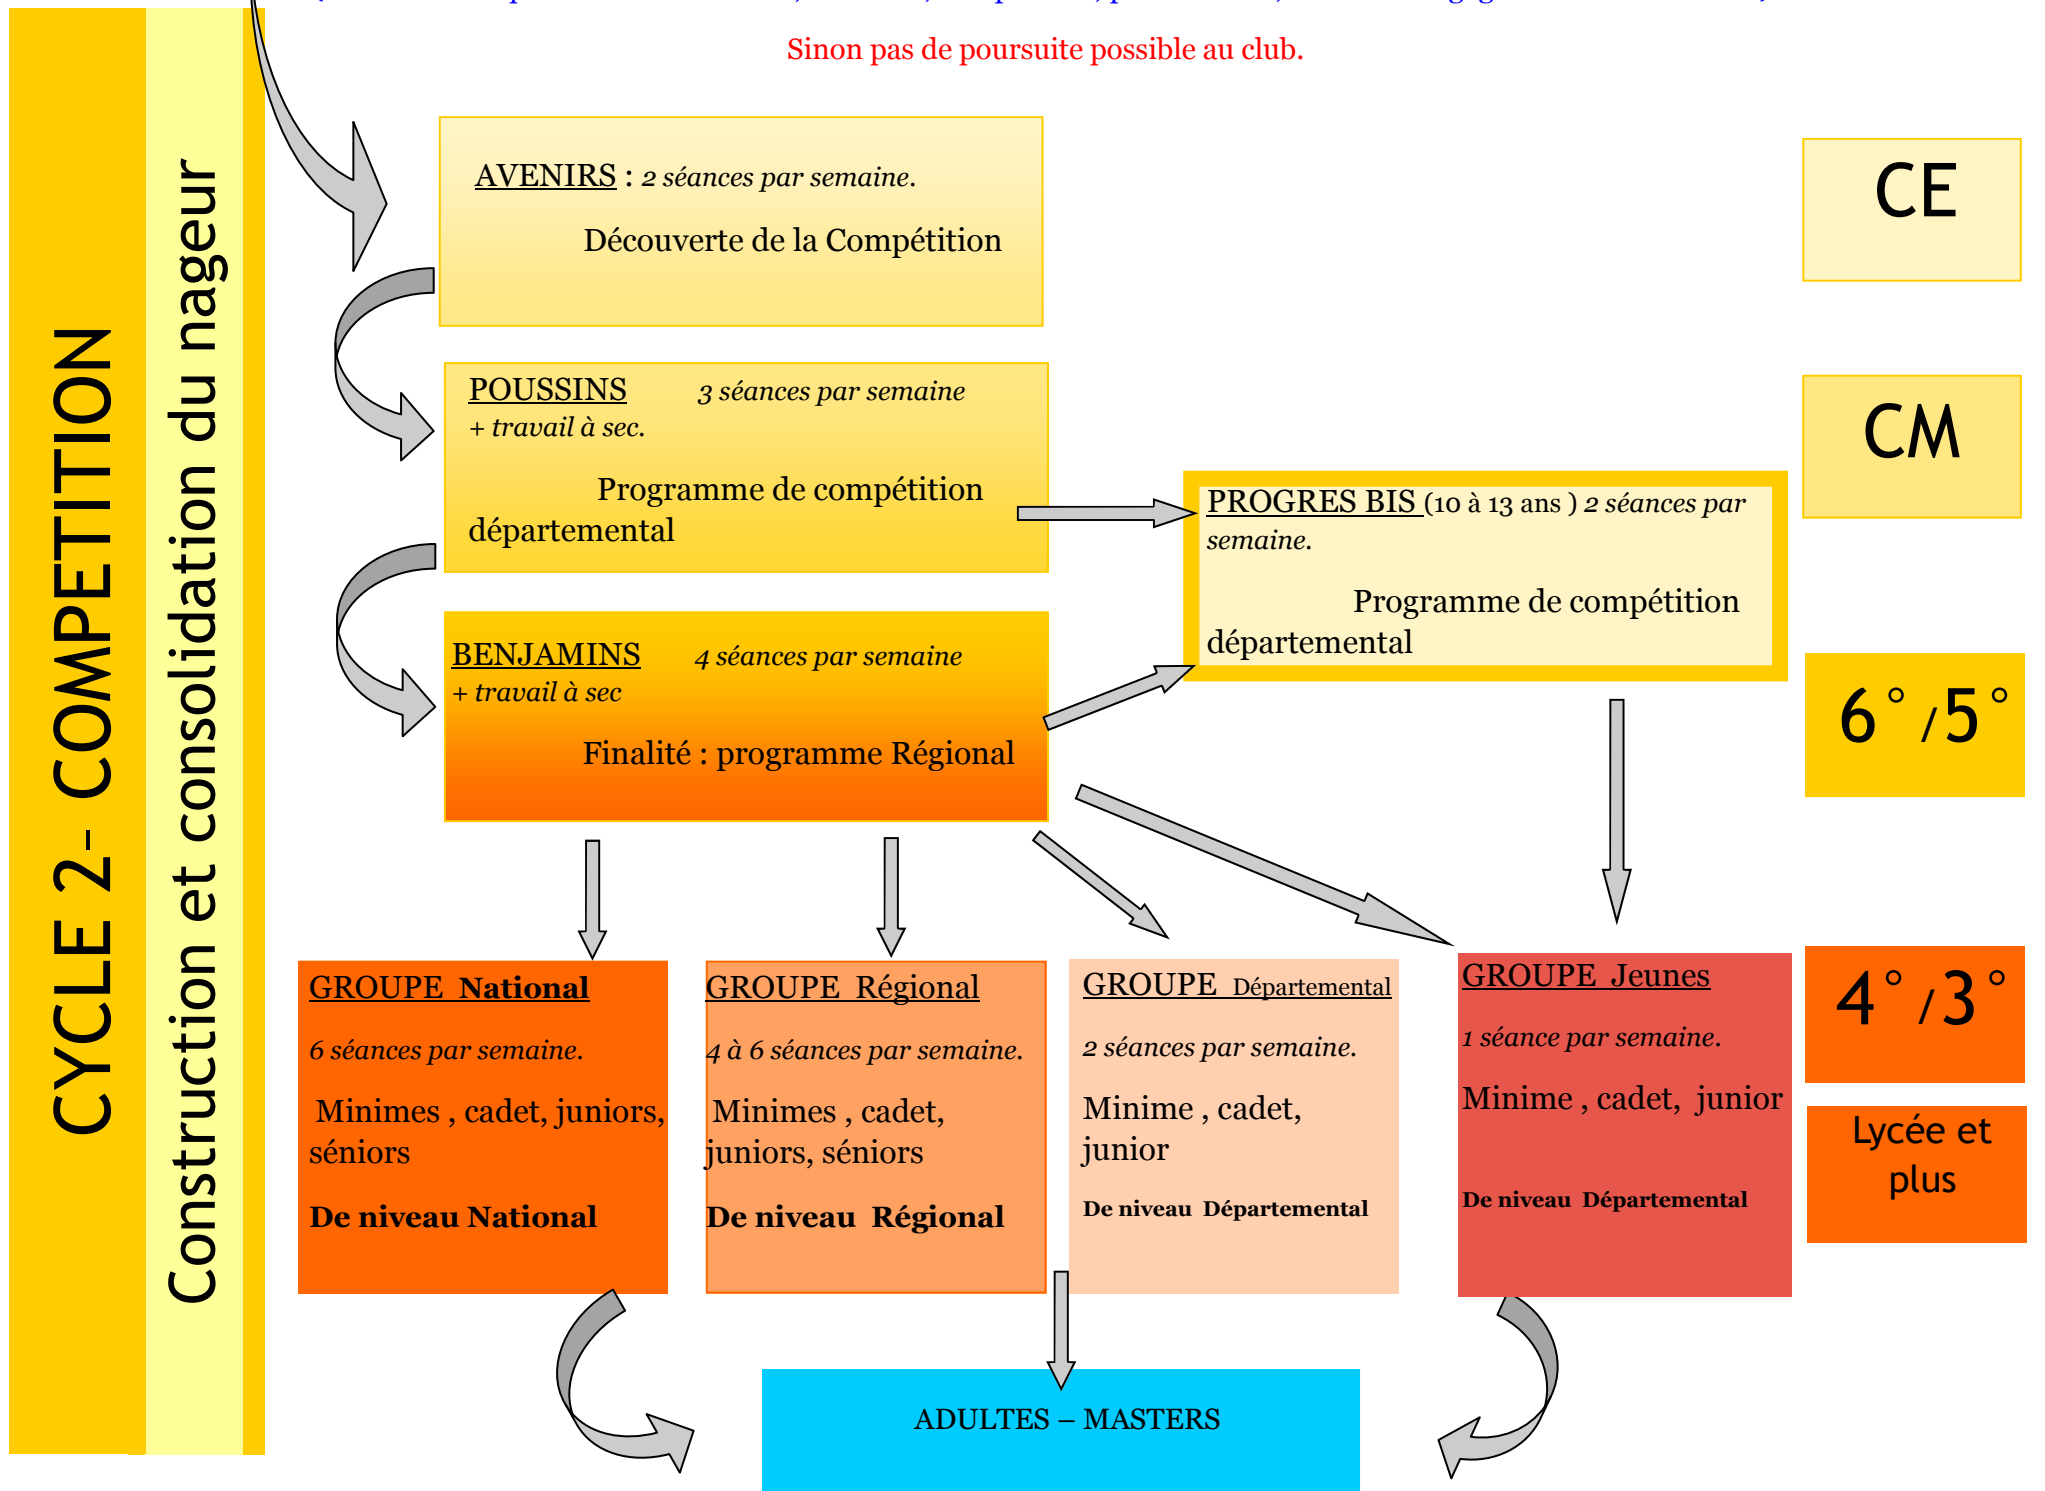 Sinon pas de poursuite possible au club.
CYCLE 2- COMPETITION
Construction et consolidation du nageur
AVENIRS : 2 séances par semaine.
Découverte de la Compétition
CE
POUSSINS 3 séances par semaine
+ travail à sec.
Programme de compétition
départemental
CM
PROGRES BIS (10 à 13 ans ) 2 séances par
semaine.
Programme de compétition
départemental
BENJAMINS 4 séances par semaine
+ travail à sec
Finalité : programme Régional
6° /5°
GROUPE National
6 séances par semaine.
Minimes , cadet, juniors,
séniors
De niveau National
GROUPE Régional
4 à 6 séances par semaine.
Minimes , cadet,
juniors, séniors
De niveau Régional
GROUPE Départemental
2 séances par semaine.
Minime , cadet,
junior
De niveau Départemental
GROUPE Jeunes
1 séance par semaine.
Minime , cadet, junior
De niveau Départemental
4° /3°
Lycée et
plus
ADULTES – MASTERS